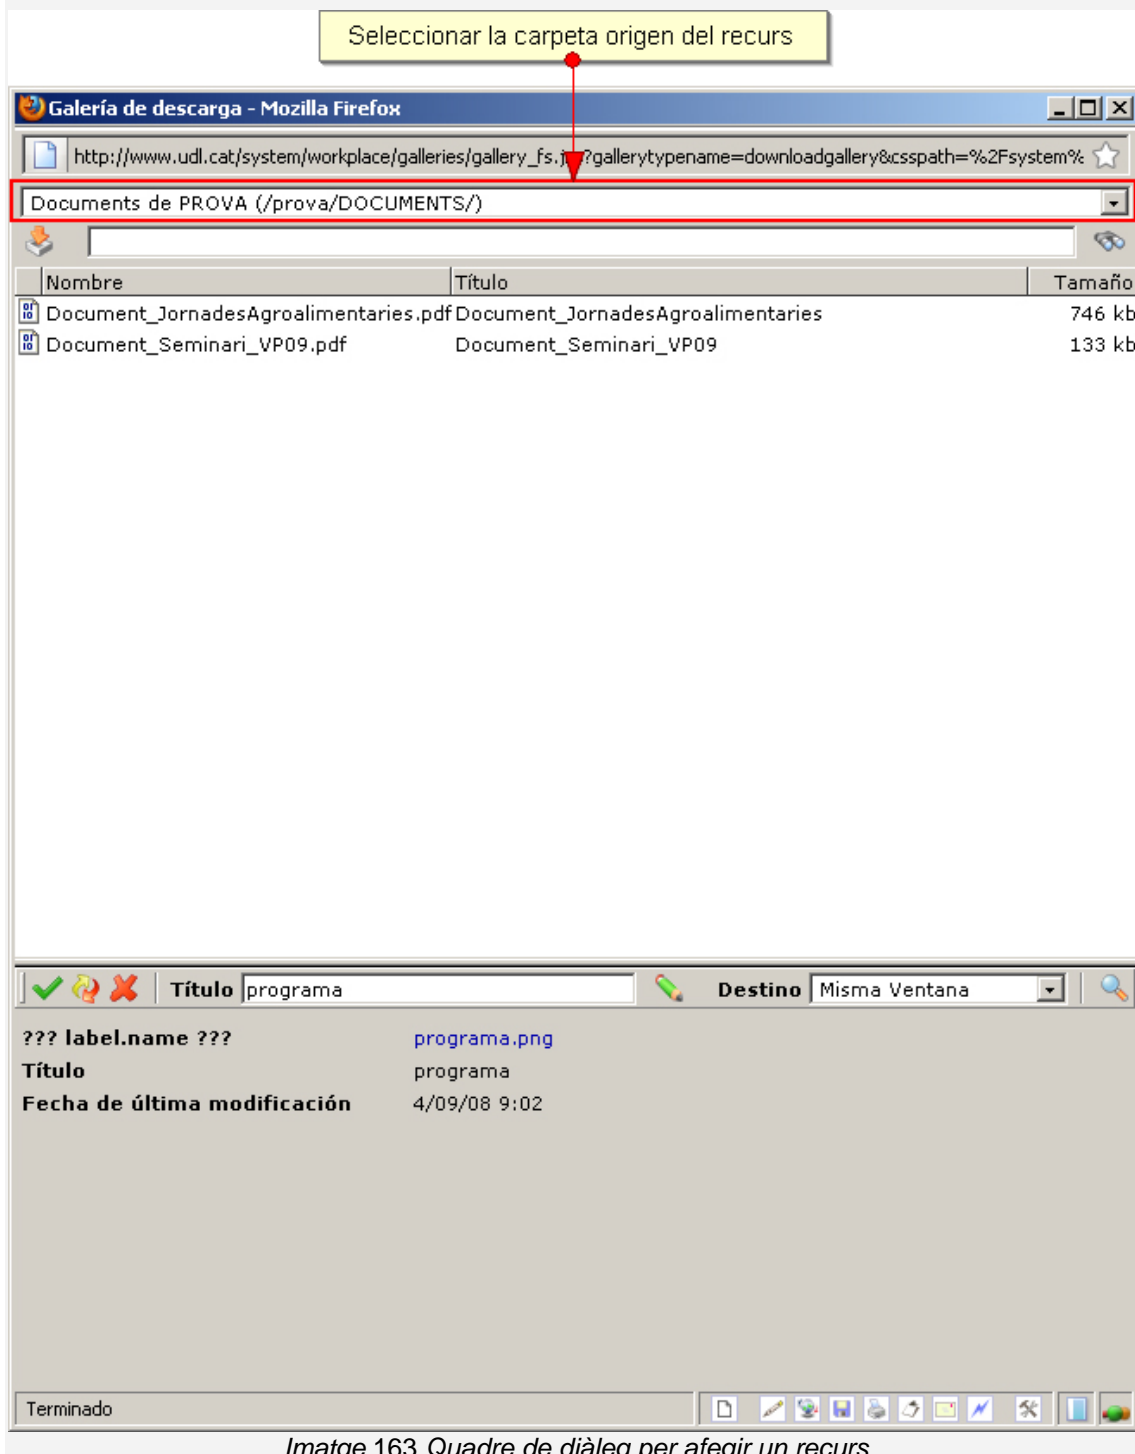 Seleccionar la carpeta origen del recurs
Galería de descarga - Mozilla Firefox
http://www.udl.cat/system/workplace/galleries/gallery_fs.j ?gallerytypename=downloadgallery&csspath=%2Fsystem%
Documents de PROVA (/prova/DOCUMENTS/)
Nombre Título Tamaño
Document_JornadesAgroalimentaries.pdf Document_JornadesAgroalimentaries 746 kb
Document_Seminari_VP09.pdf Document_Seminari_VP09 133 kb
Título programa Destino Misma Ventana
??? label.name ??? programa.png
Título programa
Fecha de última modificación 4/09/08 9:02
Terminado
Imatge 163 Quadre de diàleg per afegir un recurs